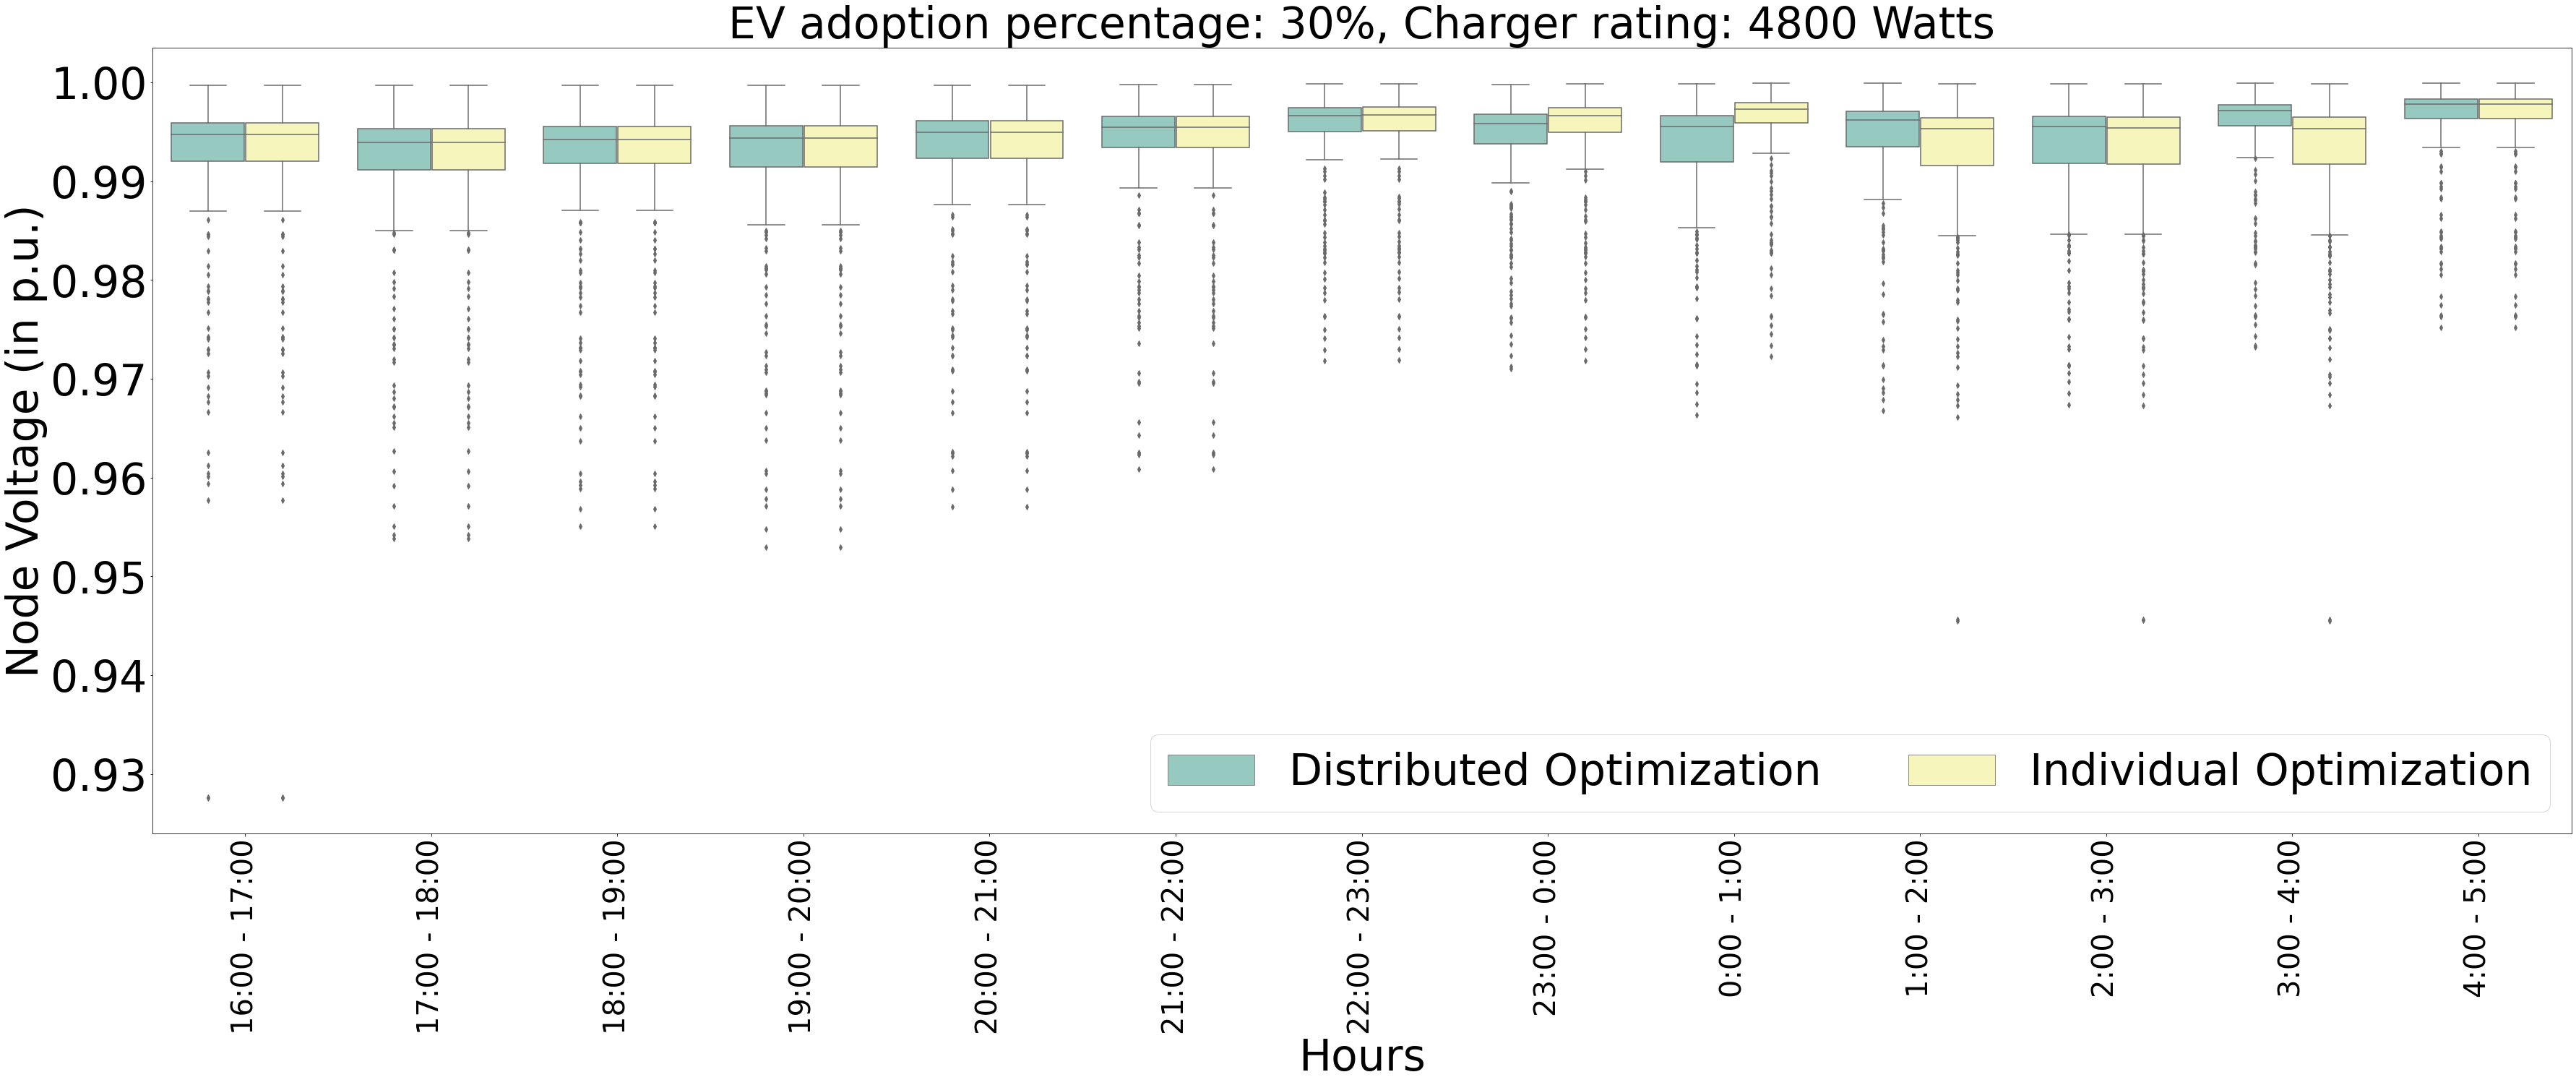 EV adoption percentage: 30%, Charger rating: 4800 Watts
Node Voltage (in p.u.)
1.00
0.99
0.98
0.97
0.96
0.95
0.94
0.93
Distributed Optimization
Individual Optimization
16:00 - 17:00
17:00 - 18:00
18:00 - 19:00
19:00 - 20:00
20:00 - 21:00
21:00 - 22:00
22:00 - 23:00
23:00 - 0:00
0:00 - 1:00
1:00 - 2:00
2:00 - 3:00
3:00 - 4:00
4:00 - 5:00
Hours